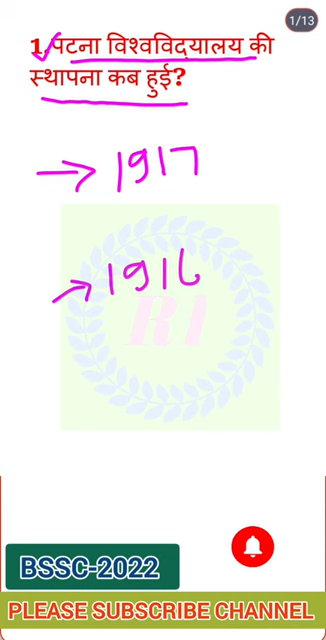 1/13
1. पटना विश्वविद्यालय की
स्थापना कब हुई?
→ 1917
→ 1916
RI
BSSC-2022
PLEASE SUBSCRIBE CHANNEL